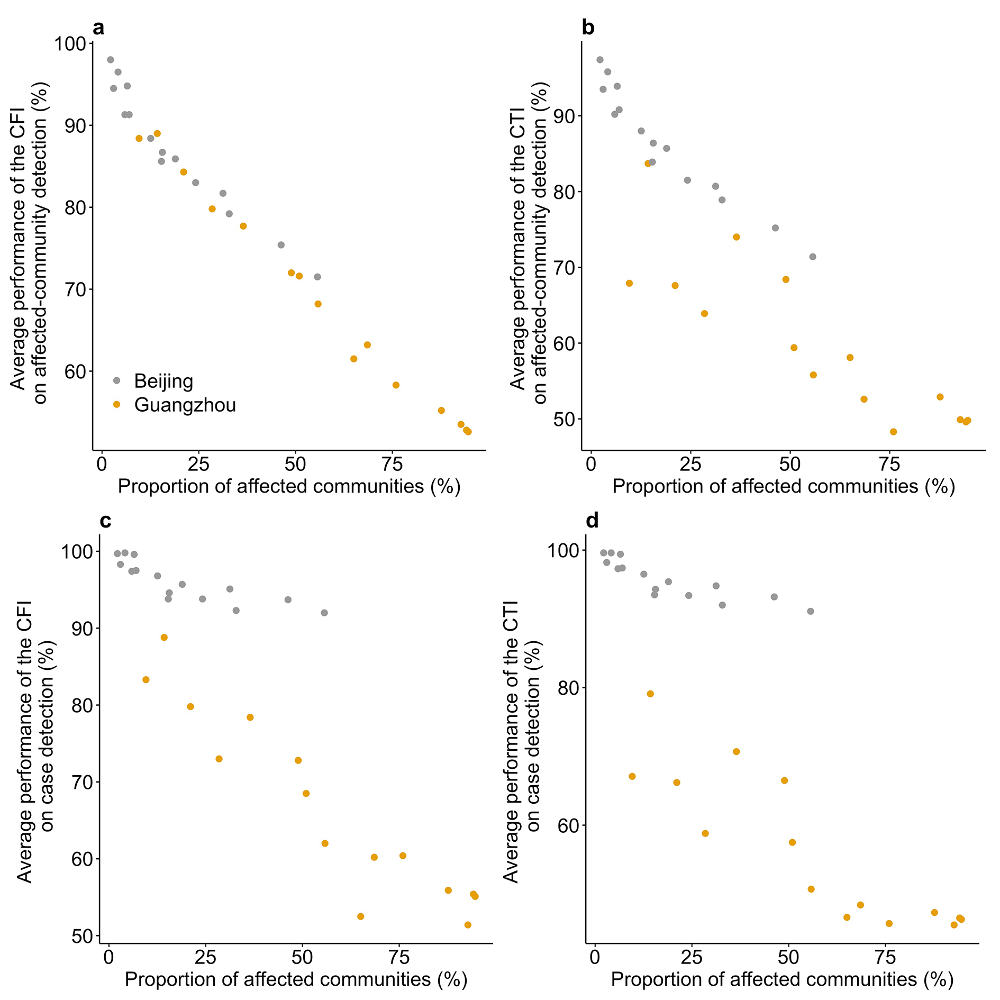 a
100
90
80
70
60
Average performance of the CFI
on affected-community detection (%)
Beijing
Guangzhou
0 25 50 75
Proportion of affected communities (%)
b
90
80
70
60
50
Average performance of the CTI
on affected-community detection (%)
0 25 50 75
Proportion of affected communities (%)
c
100
90
80
70
60
50
Average performance of the CFI
on case detection (%)
0 25 50 75
Proportion of affected communities (%)
d
100
80
60
Average performance of the CTI
on case detection (%)
0 25 50 75
Proportion of affected communities (%)